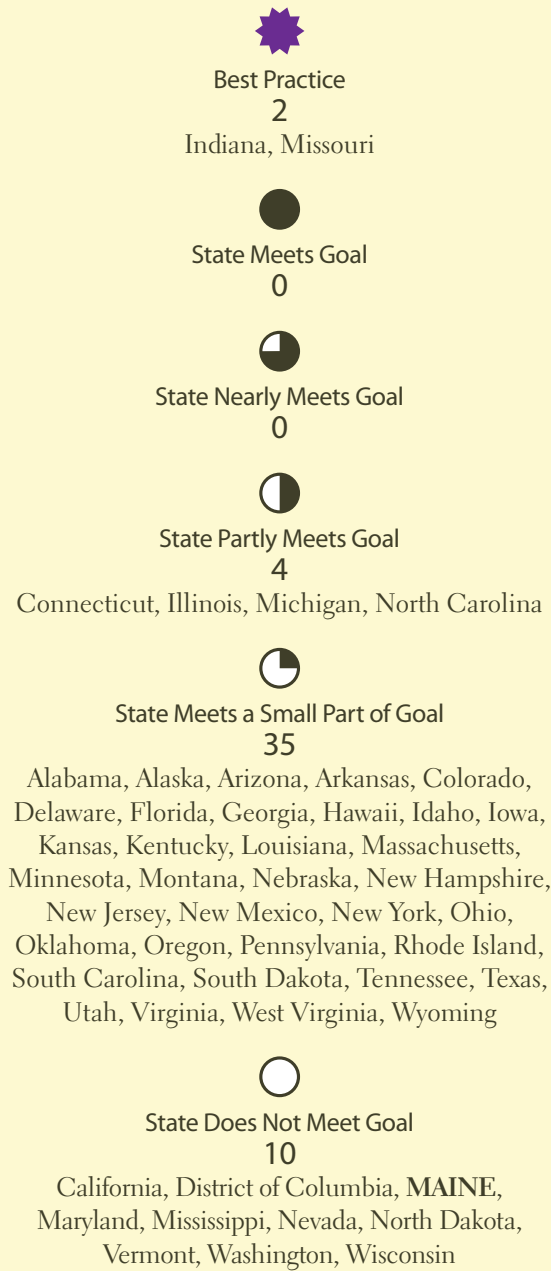 Best Practice
2
Indiana, Missouri
State Meets Goal
0
State Nearly Meets Goal
0
State Partly Meets Goal
4
Connecticut, Illinois, Michigan, North Carolina
State Meets a Small Part of Goal
35
Alabama, Alaska, Arizona, Arkansas, Colorado,
Delaware, Florida, Georgia, Hawaii, Idaho, Iowa,
Kansas, Kentucky, Louisiana, Massachusetts,
Minnesota, Montana, Nebraska, New Hampshire,
New Jersey, New Mexico, New York, Ohio,
Oklahoma, Oregon, Pennsylvania, Rhode Island,
South Carolina, South Dakota, Tennessee, Texas,
Utah, Virginia, West Virginia, Wyoming
State Does Not Meet Goal
10
California, District of Columbia, MAINE,
Maryland, Mississippi, Nevada, North Dakota,
Vermont, Washington, Wisconsin